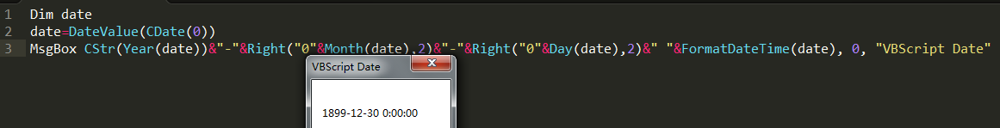 1 Dim date
2 date=DateValue(CDate(0))
3 MsgBox CStr(Year(date))&"-"&Right("0"&Month(date),2)&"-"&Right("0"&Day(date),2)&" "&FormatDateTime(date), 0, "VBScript Date"
VBScript Date
1899-12-30 0:00:00